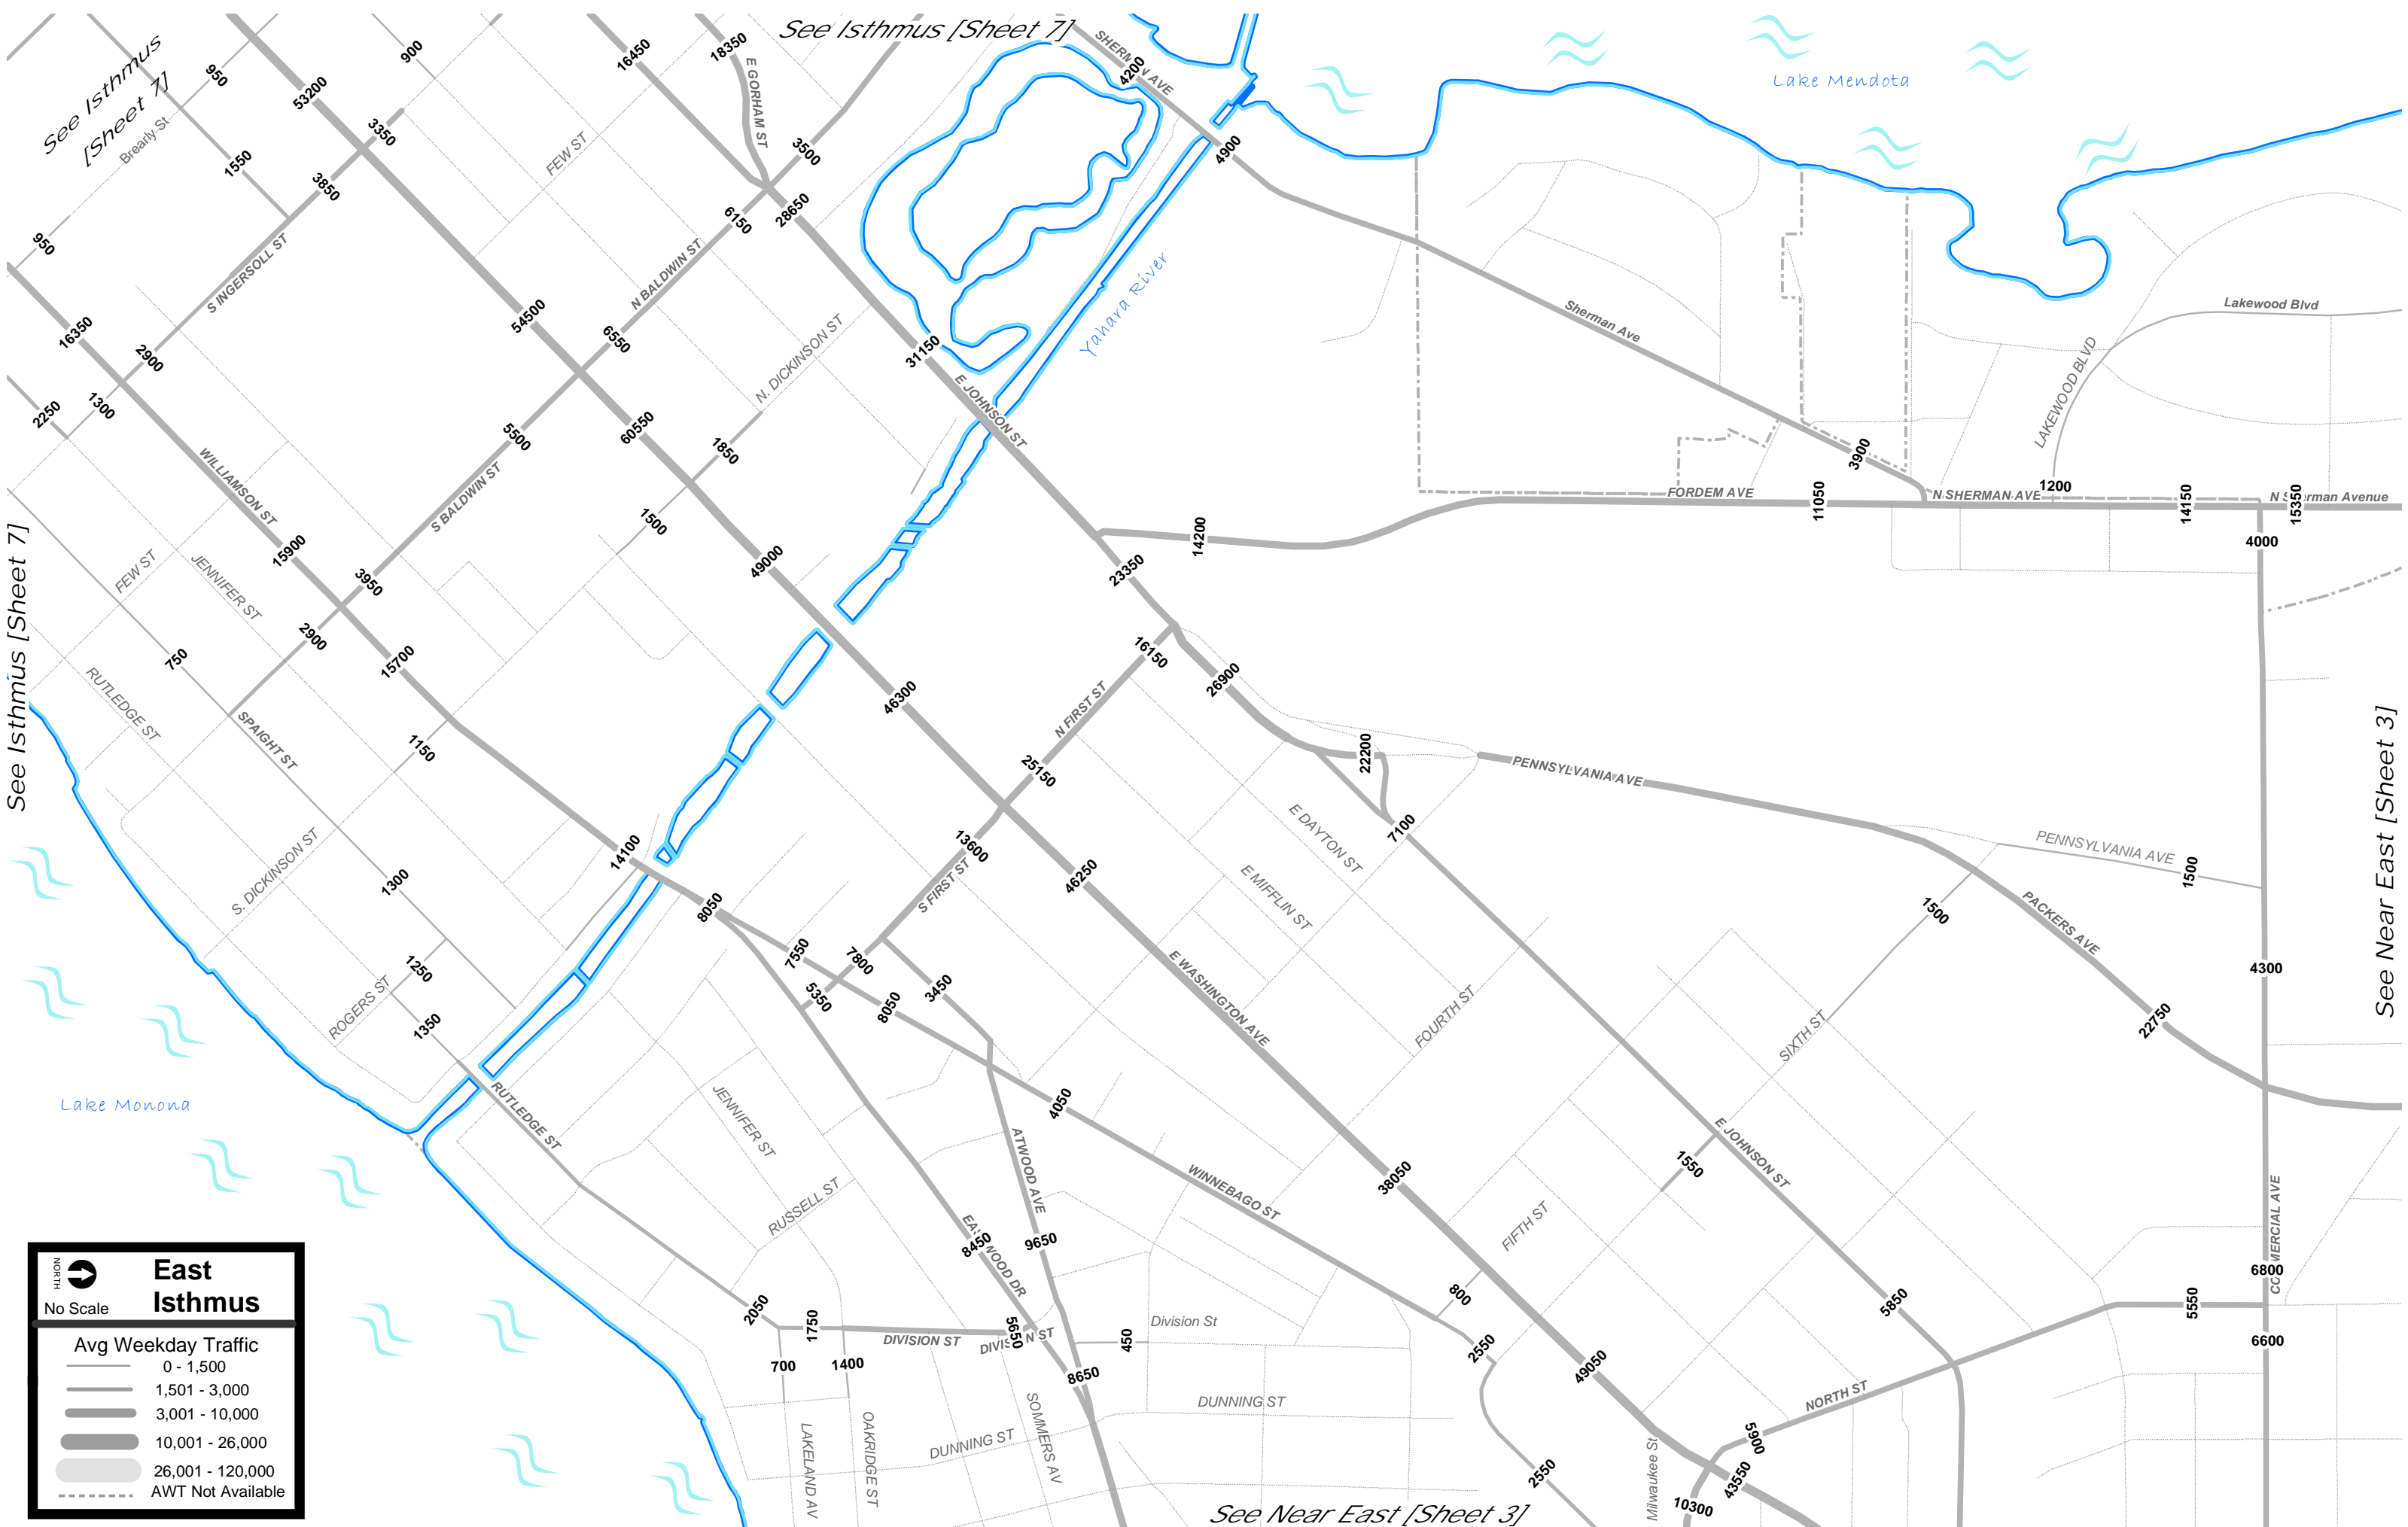 See Isthmus [Sheet 7]
See Isthmus
[Sheet 7]
Brearly St
950
900
53200
3350
1550
3850
16450
18350
E GORHAM ST
3500
28650
6150
SHERMAN AVE
4200
4900
Lake Mendota
Yahara River
950
S INGERSOLL ST
FEW ST
N BALDWIN ST
54500
6550
16350
2900
1300
2250
N. DICKINSON ST
31150
E JOHNSON ST
Sherman Ave
3900
LAKEWOOD BLVD
Lakewood Blvd
60550
1850
5500
1500
S BALDWIN ST
WILLIAMSON ST
15900
49000
FORDEM AVE
11050
N SHERMAN AVE
1200
14150
N Sherman Avenue
15350
4000
14200
23350
See Isthmus [Sheet 7]
FEW ST
JENNIFER ST
3950
2900
750
15700
RUTLEDGE ST
SPAIGHT ST
1150
46300
16150
26900
N FIRST ST
25150
22200
PENNSYLVANIA AVE
7100
E DAYTON ST
E MIFFLIN ST
PENNSYLVANIA AVE
1500
1500
PACKERS AVE
4300
22750
See Near East [Sheet 3]
S. DICKINSON ST
1300
14100
8050
13600
S FIRST ST
46250
7550
7800
5350
3450
8050
E WASHINGTON AVE
FOURTH ST
SIXTH ST
1250
ROGERS ST
1350
Lake Monona
RUTLEDGE ST
JENNIFER ST
RUSSELL ST
4050
ATWOOD AVE
WINNEBAGO ST
38050
1550
E JOHNSON ST
FIFTH ST
COMMERCIAL AVE
6800
5550
6600
5850
8450
EASTWOOD DR
9650
800
2050
1750
DIVISION ST
DIVISION ST
5650
450
Division St
2550
49050
700
1400
8650
DUNNING ST
DUNNING ST
NORTH ST
5900
LAKELAND AV
OAKRIDGE ST
SOMMERS AV
2550
Milwaukee St
43550
10300
See Near East [Sheet 3]
NORTH
No Scale
East
Isthmus
Avg Weekday Traffic
0 - 1,500
1,501 - 3,000
3,001 - 10,000
10,001 - 26,000
26,001 - 120,000
AWT Not Available